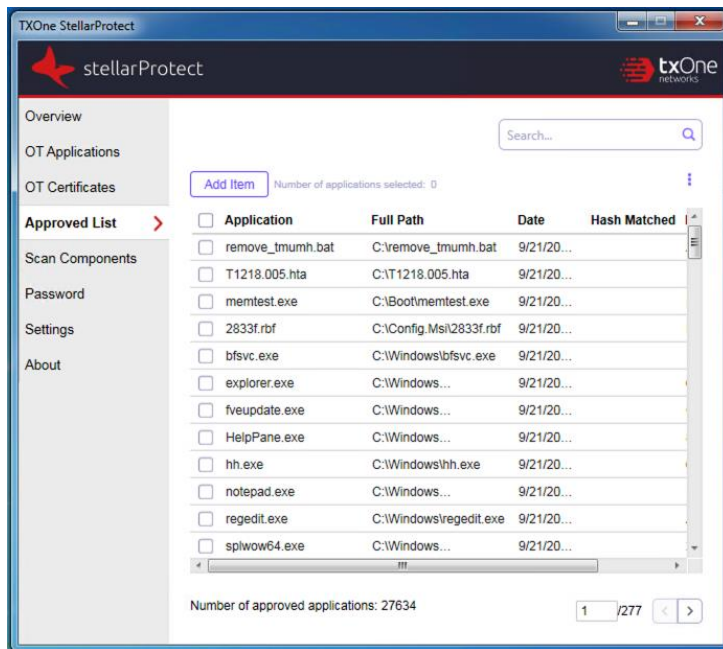 TXOne StellarProtect
stellarProtect
txOne
networks
Overview
OT Applications
OT Certificates
Approved List
Scan Components
Password
Settings
About
Search...
Add Item Number of applications selected: 0
Application Full Path Date Hash Matched
remove_tmumh.bat C:\remove_tmumh.bat 9/21/20...
T1218.005.hta C:\T1218.005.hta 9/21/20...
memtest.exe C:\Boot\memtest.exe 9/21/20...
2833f.rbf C:\Config.Msi\2833f.rbf 9/21/20...
bfsvc.exe C:\Windows\bfsvc.exe 9/21/20...
explorer.exe C:\Windows... 9/21/20...
fveupdate.exe C:\Windows... 9/21/20...
HelpPane.exe C:\Windows... 9/21/20...
hh.exe C:\Windows\hh.exe 9/21/20...
notepad.exe C:\Windows... 9/21/20...
regedit.exe C:\Windows\regedit.exe 9/21/20...
splwow64.exe C:\Windows... 9/21/20...
Number of approved applications: 27634
1 /277